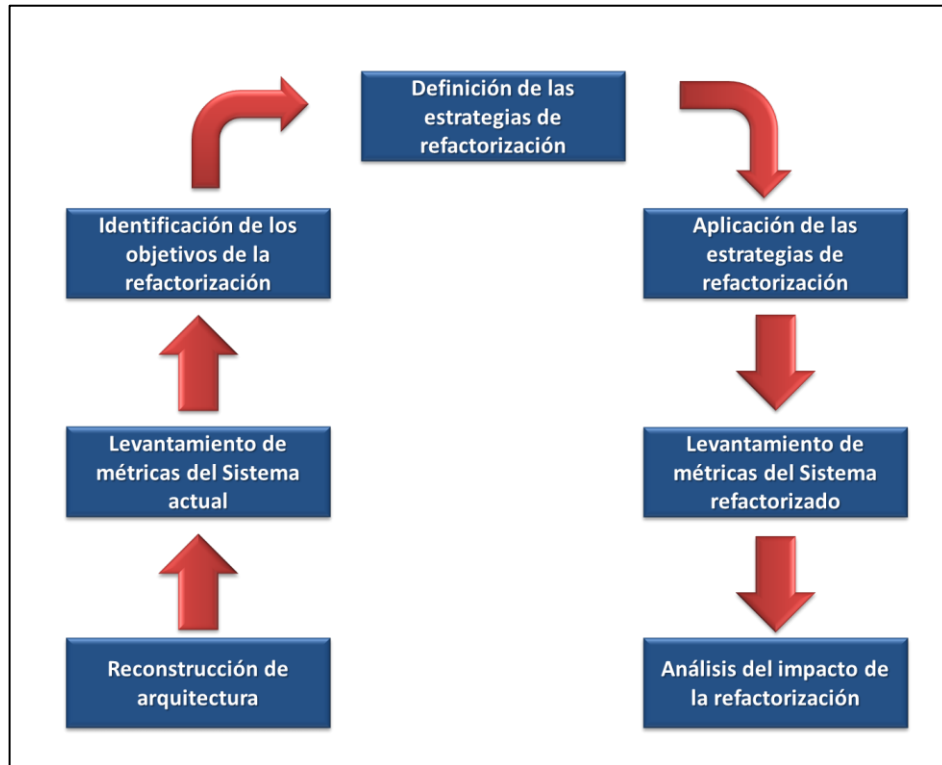 Definición de las
estrategias de
refactorización
Identificación de los
objetivos de la
refactorización
Aplicación de las
estrategias de
refactorización
Levantamiento de
métricas del Sistema
actual
Levantamiento de
métricas del Sistema
refactorizado
Reconstrucción de
arquitectura
Análisis del impacto de
la refactorización